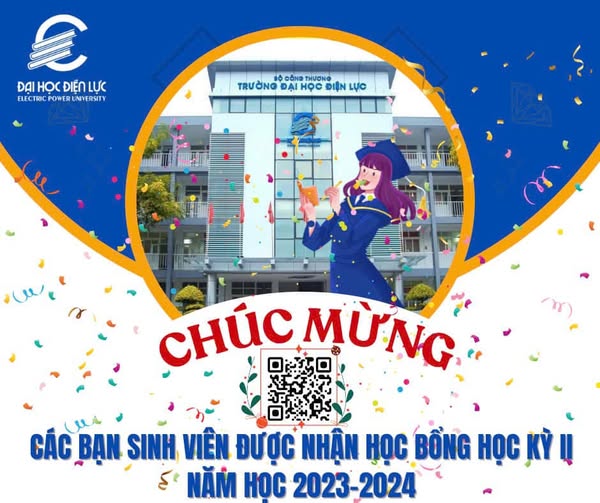 ĐẠI HỌC ĐIỆN LỰC
ELECTRIC POWER UNIVERSITY
BỘ CÔNG THƯƠNG
TRƯỜNG ĐẠI HỌC ĐIỆN LỰC
CHÚC MỪNG
CÁC BẠN SINH VIÊN ĐƯỢC NHẬN HỌC BỔNG HỌC KỲ II
NĂM HỌC 2023-2024